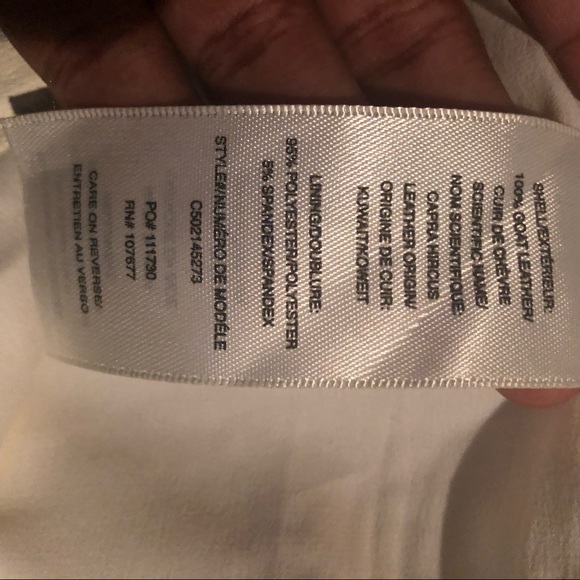 SHELL/EXTÉRIEUR:
100% GOAT LEATHER/
CUIR DE CHÈVRE
SCIENTIFIC NAME/
NOM SCIENTIFIQUE:
CAPRA HIRCUS
LEATHER ORIGIN/
ORIGINE DE CUIR:
KUWAIT/KOWEIT
LINING/DOUBLURE:
95% POLYESTER/POLYESTER
5% SPANDEX/SPANDEX
STYLE#/NUMÉRO DE MODÉLE
C502145273
PO# 111730
RN# 107677
CARE ON REVERSE/
ENTRETIEN AU VERSO